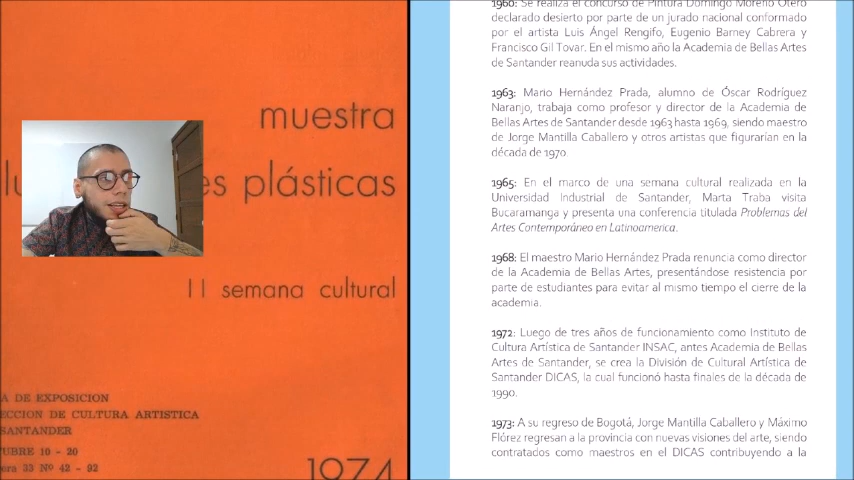 muestra
es plásticas
II semana cultural
A DE EXPOSICION
ECCION DE CULTURA ARTISTICA
SANTANDER
UBRE 10 - 20
era 33 Nº 42 - 92
1974
1960: Se realiza el concurso de Pintura Domingo Moreno Otero
declarado desierto por parte de un jurado nacional conformado
por el artista Luis Ángel Rengifo, Eugenio Barney Cabrera y
Francisco Gil Tovar. En el mismo año la Academia de Bellas Artes
de Santander reanuda sus actividades.
1963: Mario Hernández Prada, alumno de Óscar Rodríguez
Naranjo, trabaja como profesor y director de la Academia de
Bellas Artes de Santander desde 1963 hasta 1969, siendo maestro
de Jorge Mantilla Caballero y otros artistas que figurarían en la
década de 1970.
1965: En el marco de una semana cultural realizada en la
Universidad Industrial de Santander, Marta Traba visita
Bucaramanga y presenta una conferencia titulada Problemas del
Artes Contemporáneo en Latinoamerica.
1968: El maestro Mario Hernández Prada renuncia como director
de la Academia de Bellas Artes, presentándose resistencia por
parte de estudiantes para evitar al mismo tiempo el cierre de la
academia.
1972: Luego de tres años de funcionamiento como Instituto de
Cultura Artística de Santander INSAC, antes Academia de Bellas
Artes de Santander, se crea la División de Cultural Artística de
Santander DICAS, la cual funcionó hasta finales de la década de
1990.
1973: A su regreso de Bogotá, Jorge Mantilla Caballero y Máximo
Flórez regresan a la provincia con nuevas visiones del arte, siendo
contratados como maestros en el DICAS contribuyendo a la